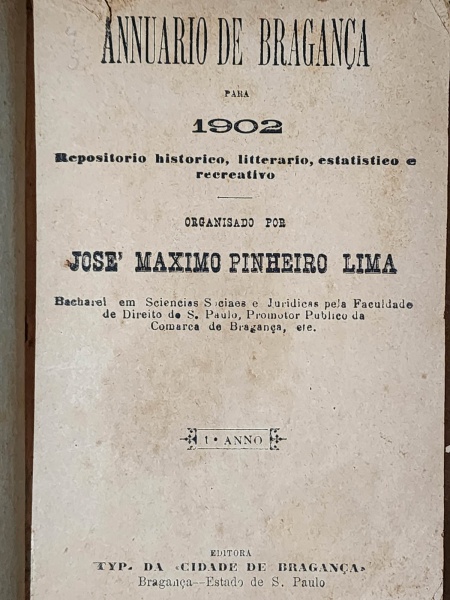 ANNUARIO DE BRAGANÇA
PARA
1902
Repositorio historico, litterario, estatistico e
recreativo
ORGANISADO POR
JOSE' MAXIMO PINHEIRO LIMA
Bacharel em Sciencias Sociaes e Juridicas pela Faculdade
de Direito de S. Paulo, Promotor Publico da
Comarca de Bragança, etc.
1º ANNO
EDITORA
TYP. DA «CIDADE DE BRAGANÇA»
Bragança--Estado de S. Paulo